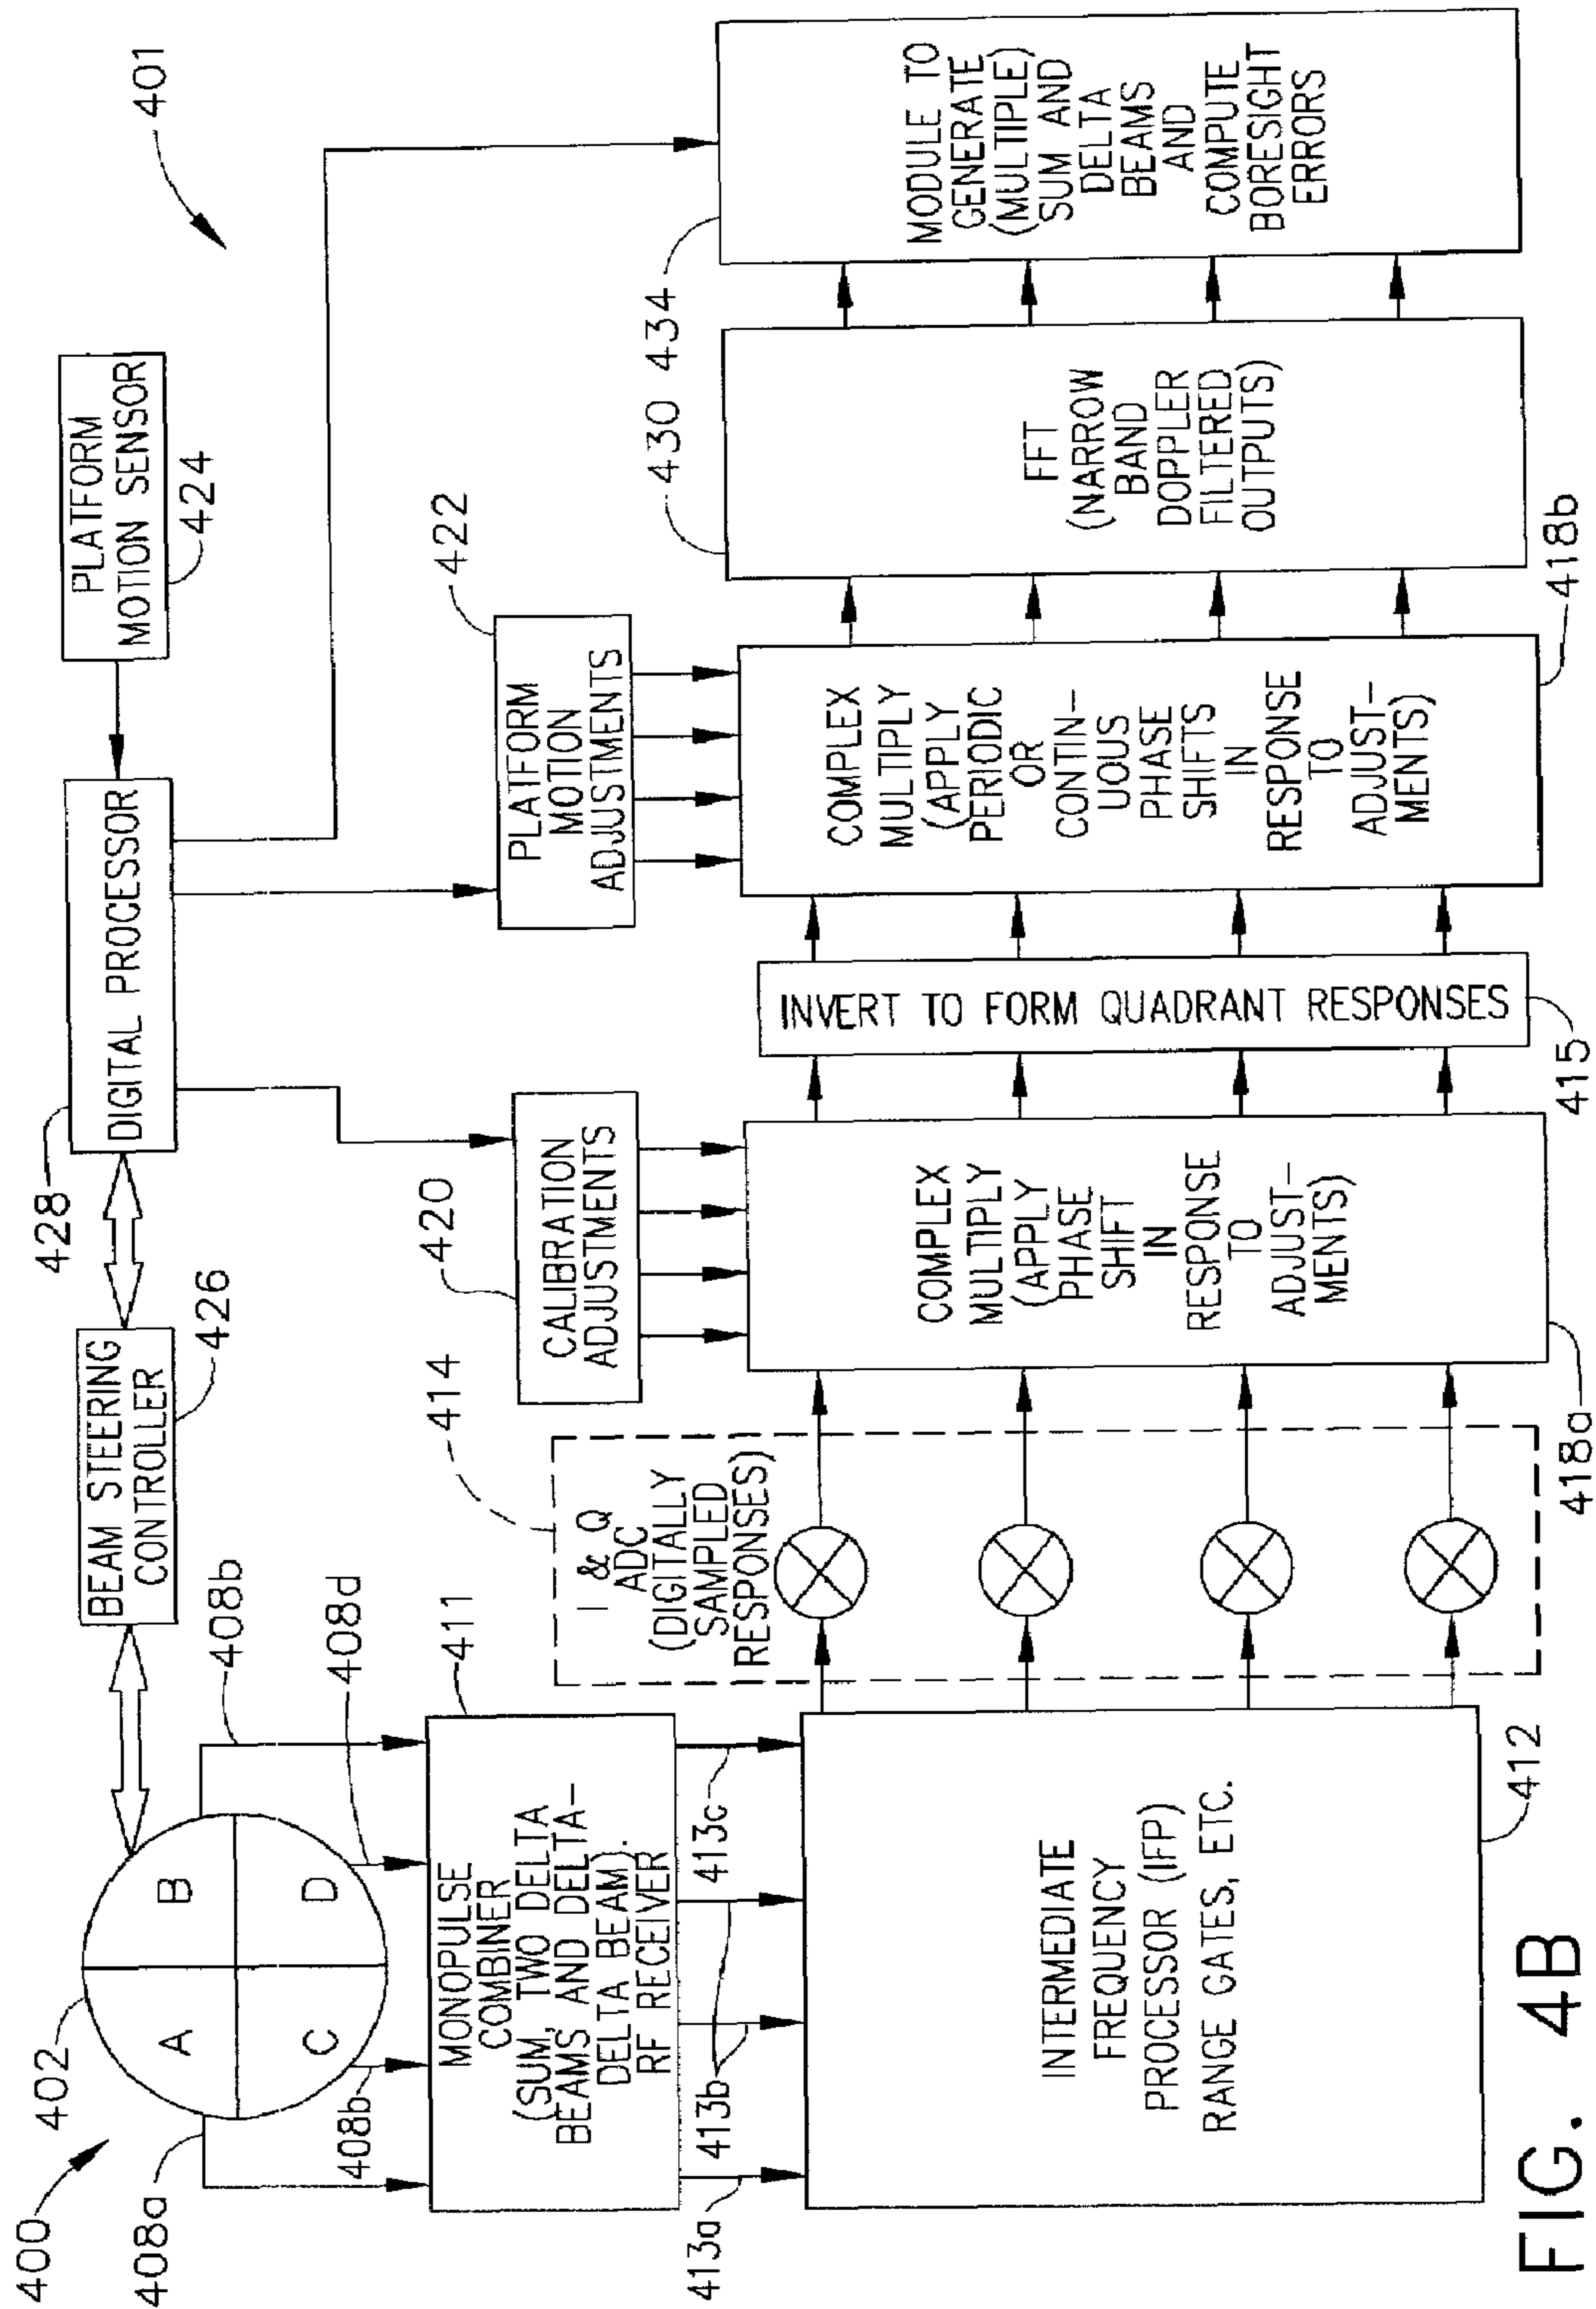 400
402
408a
A
B
C
D
408b
408d
408b
BEAM STEERING
CONTROLLER
426
428
DIGITAL PROCESSOR
PLATFORM
MOTION SENSOR
424
401
MONOPULSE
COMBINER
(SUM, TWO DELTA
BEAMS, AND DELTA-
DELTA BEAM).
RF RECEIVER
411
413a
413b
413c
INTERMEDIATE
FREQUENCY
PROCESSOR (IFP)
RANGE GATES, ETC.
412
414
I & Q
ADC
(DIGITALLY
SAMPLED
RESPONSES)
420
CALIBRATION
ADJUSTMENTS
COMPLEX
MULTIPLY
(APPLY
PHASE
SHIFT
IN
RESPONSE
TO
ADJUST-
MENTS)
418a
INVERT TO FORM QUADRANT RESPONSES
415
422
PLATFORM
MOTION
ADJUSTMENTS
COMPLEX
MULTIPLY
(APPLY
PERIODIC
OR
CONTIN-
UOUS
PHASE
SHIFTS
IN
RESPONSE
TO
ADJUST-
MENTS)
418b
430
FFT
(NARROW
BAND
DOPPLER
FILTERED
OUTPUTS)
434
MODULE TO
GENERATE
(MULTIPLE)
SUM AND
DELTA
BEAMS
AND
COMPUTE
BORESIGHT
ERRORS
FIG. 4B